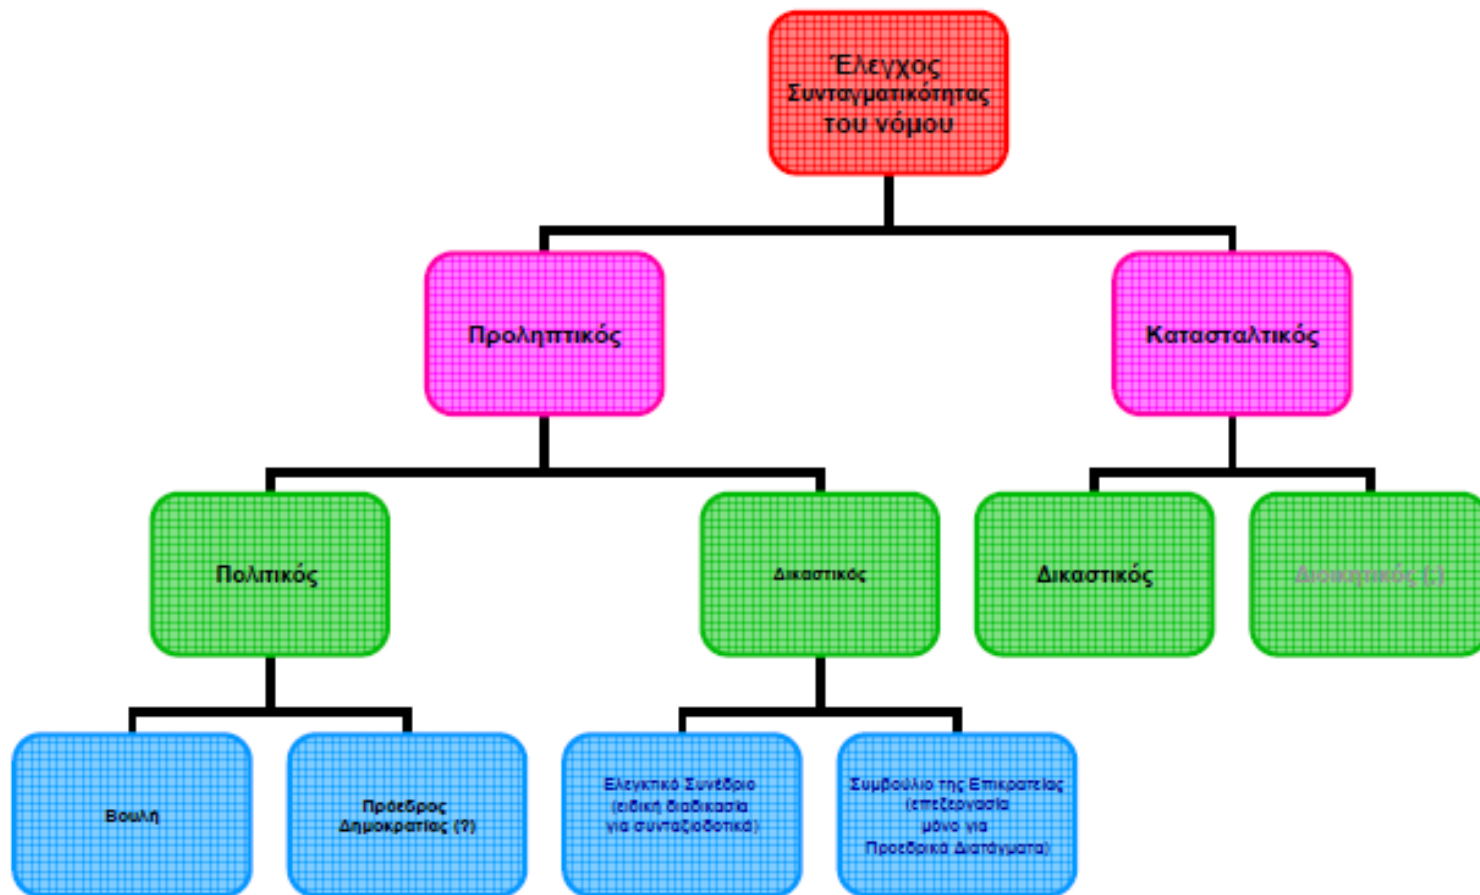 Έλεγχος
Συνταγματικότητας
του νόμου
Προληπτικός
Κατασταλτικός
Πολιτικός
Δικαστικός
Δικαστικός
Διοικητικός (;)
Βουλή
Πρόεδρος
Δημοκρατίας (?)
Ελεγκτικό Συνέδριο
(ειδική διαδικασία
για συνταξιοδοτικά)
Συμβούλιο της Επικρατείας
(επεξεργασία
μόνο για
Προεδρικά Διατάγματα)